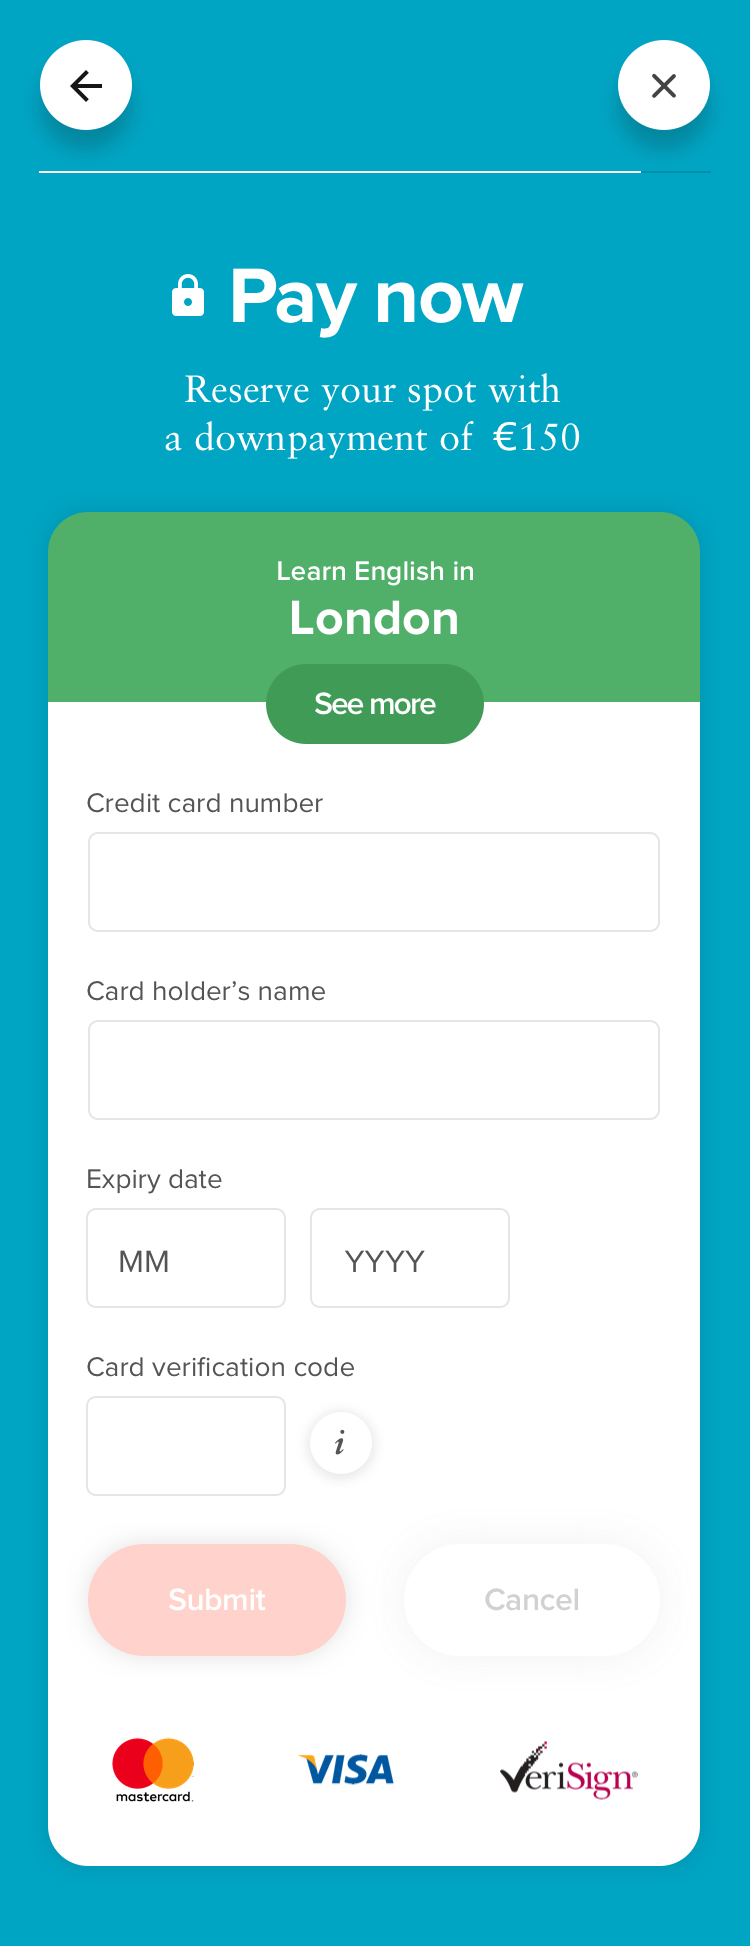 Pay now
Reserve your spot with
a downpayment of €150
Learn English in
London
See more
Credit card number
Card holder’s name
Expiry date
MM YYYY
Card verification code
i
Submit Cancel
mastercard. VISA VeriSign®